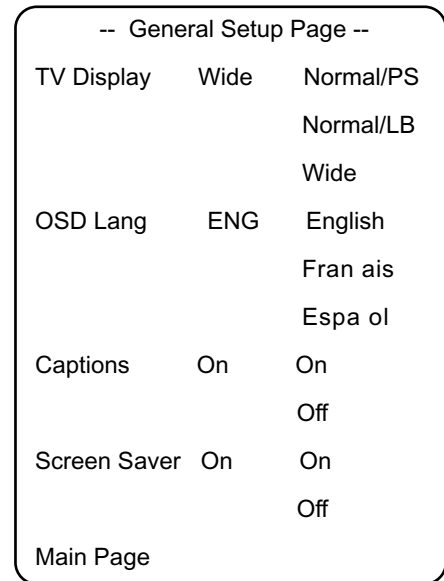 -- General Setup Page --
TV Display Wide Normal/PS
Normal/LB
Wide
OSD Lang ENG English
Fran ais
Espa ol
Captions On On
Off
Screen Saver On On
Off
Main Page